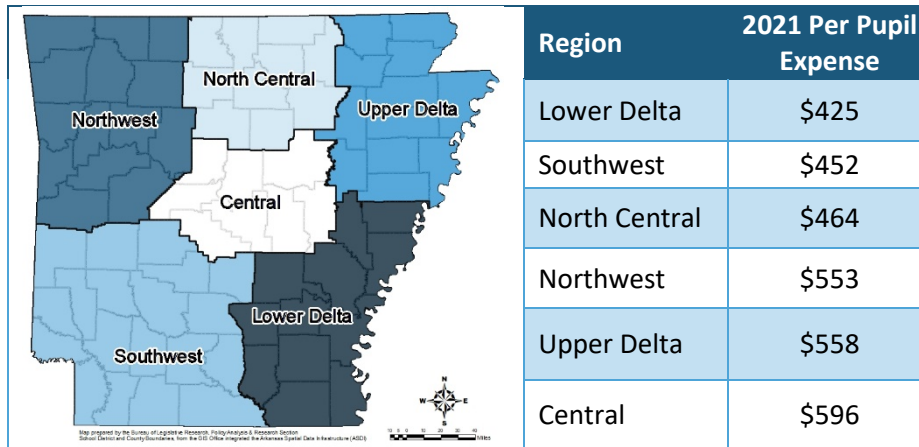 North Central
Upper Delta
Northwest
Central
Lower Delta
Southwest
N
W E
S
Map prepared by the Bureau of Legislative Research, Policy Analysis & Research Section
School District and County Boundaries, from the GIS Office integrated the Arkansas Spatial Data Infrastructure (ASDI)
Miles
Region 2021 Per Pupil
Expense
Lower Delta $425
Southwest $452
North Central $464
Northwest $553
Upper Delta $558
Central $596